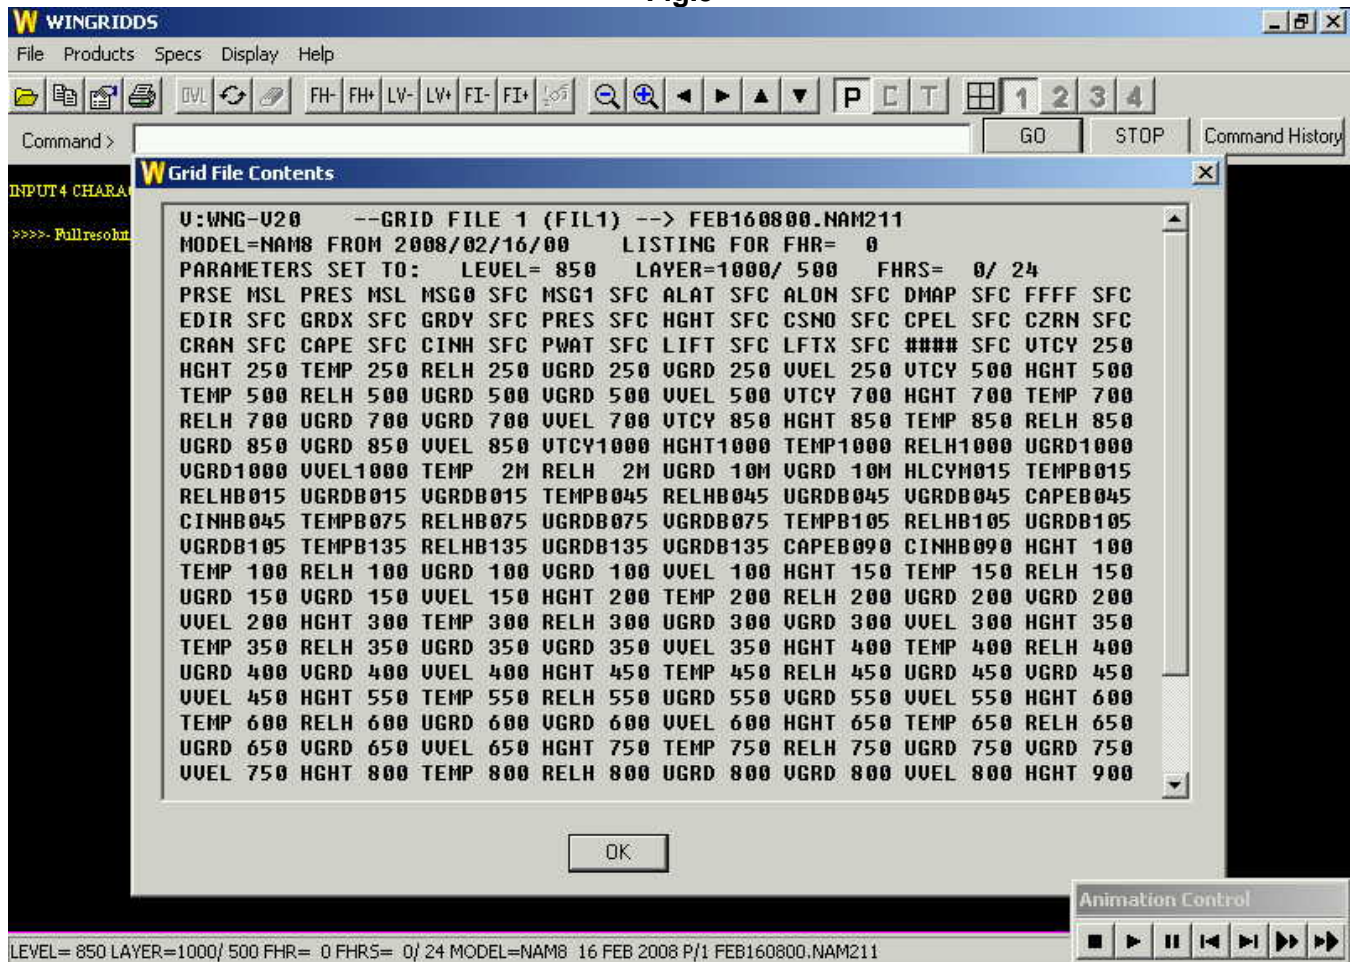 WINGRIDDS
File Products Specs Display Help
OVL FH- FH+ LV- LV+ FI- FI+ P C T 1 2 3 4
Command > GO STOP Command History
Grid File Contents
INPUT 4 CHARA
>>>>- Full resolut
V:WNG-V20 --GRID FILE 1 (FIL1) --> FEB160800.NAM211
MODEL=NAM8 FROM 2008/02/16/00 LISTING FOR FHR= 0
PARAMETERS SET TO: LEVEL= 850 LAYER=1000/ 500 FHRS= 0/ 24
PRSE MSL PRES MSL MSG0 SFC MSG1 SFC ALAT SFC ALON SFC DMAP SFC FFFF SFC
EDIR SFC GRDX SFC GRDY SFC PRES SFC HGHT SFC CSNO SFC CPEL SFC CZRN SFC
CRAN SFC CAPE SFC CINH SFC PWAT SFC LIFT SFC LFTX SFC #### SFC VTCY 250
HGHT 250 TEMP 250 RELH 250 UGRD 250 VGRD 250 VVEL 250 VTCY 500 HGHT 500
TEMP 500 RELH 500 UGRD 500 VGRD 500 VVEL 500 VTCY 700 HGHT 700 TEMP 700
RELH 700 UGRD 700 VGRD 700 VVEL 700 VTCY 850 HGHT 850 TEMP 850 RELH 850
UGRD 850 VGRD 850 VVEL 850 VTCY1000 HGHT1000 TEMP1000 RELH1000 UGRD1000
VGRD1000 VVEL1000 TEMP 2M RELH 2M UGRD 10M VGRD 10M HLCYM015 TEMPB015
RELHB015 UGRDB015 VGRDB015 TEMPB045 RELHB045 UGRDB045 VGRDB045 CAPEB045
CINHB045 TEMPB075 RELHB075 UGRDB075 VGRDB075 TEMPB105 RELHB105 UGRDB105
VGRDB105 TEMPB135 RELHB135 UGRDB135 VGRDB135 CAPEB090 CINHB090 HGHT 100
TEMP 100 RELH 100 UGRD 100 VGRD 100 VVEL 100 HGHT 150 TEMP 150 RELH 150
UGRD 150 VGRD 150 VVEL 150 HGHT 200 TEMP 200 RELH 200 UGRD 200 VGRD 200
VVEL 200 HGHT 300 TEMP 300 RELH 300 UGRD 300 VGRD 300 VVEL 300 HGHT 350
TEMP 350 RELH 350 UGRD 350 VGRD 350 VVEL 350 HGHT 400 TEMP 400 RELH 400
UGRD 400 VGRD 400 VVEL 400 HGHT 450 TEMP 450 RELH 450 UGRD 450 VGRD 450
VVEL 450 HGHT 550 TEMP 550 RELH 550 UGRD 550 VGRD 550 VVEL 550 HGHT 600
TEMP 600 RELH 600 UGRD 600 VGRD 600 VVEL 600 HGHT 650 TEMP 650 RELH 650
UGRD 650 VGRD 650 VVEL 650 HGHT 750 TEMP 750 RELH 750 UGRD 750 VGRD 750
VVEL 750 HGHT 800 TEMP 800 RELH 800 UGRD 800 VGRD 800 VVEL 800 HGHT 900
OK
Animation Control
LEVEL= 850 LAYER=1000/ 500 FHR= 0 FHRS= 0/ 24 MODEL=NAM8 16 FEB 2008 P/1 FEB160800.NAM211